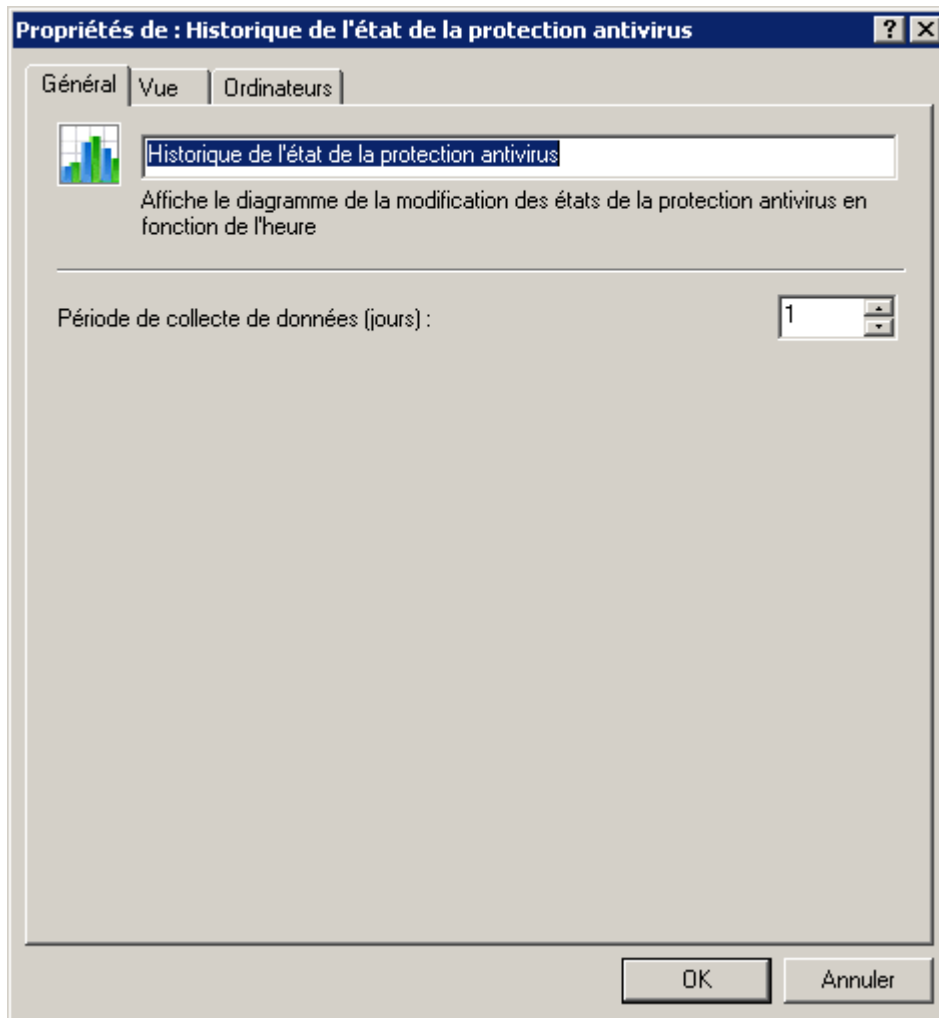 Propriétés de : Historique de l'état de la protection antivirus
Général
Vue
Ordinateurs
Historique de l'état de la protection antivirus
Affiche le diagramme de la modification des états de la protection antivirus en
fonction de l'heure
Période de collecte de données (jours) :
1
OK
Annuler